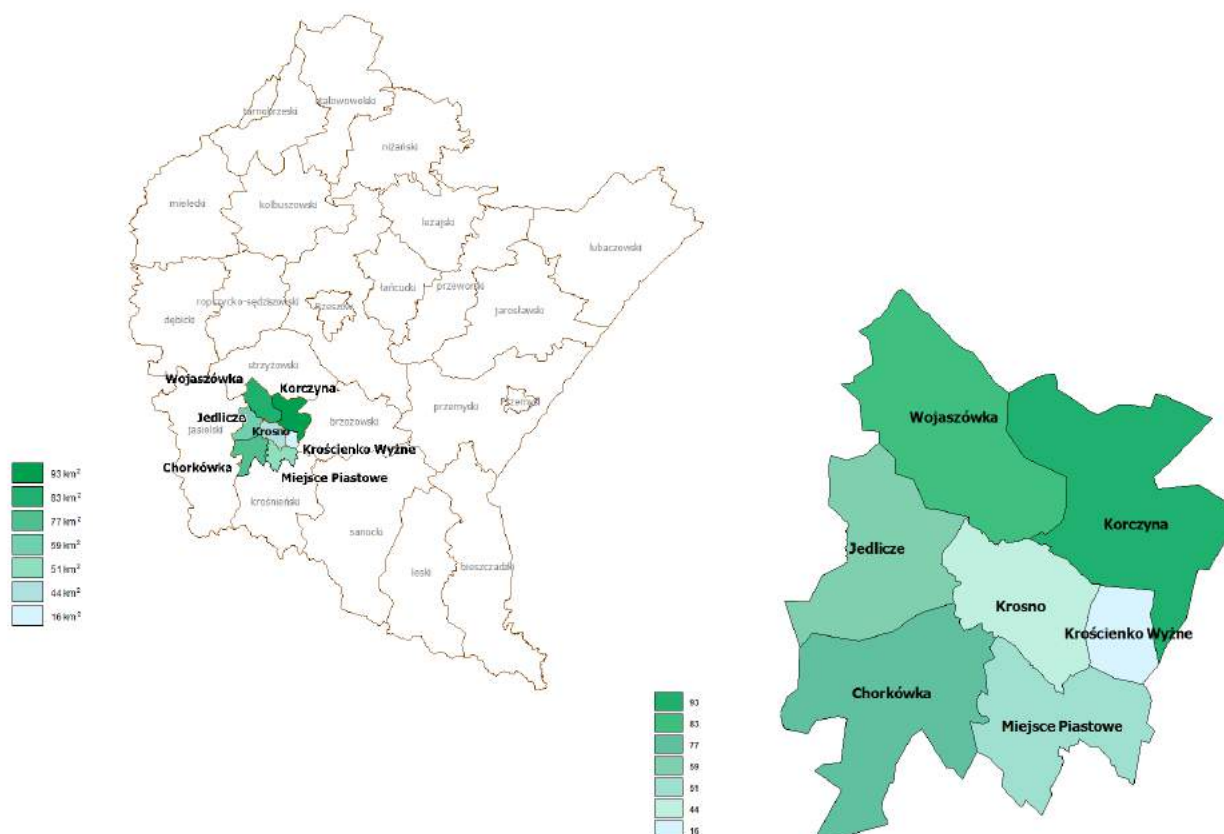 stalowowolski
tarnobrzeski
niżański
mielecki
kolbuszowski
leżajski
lubaczowski
ropczycko-sędziszowski
Rzeszów
łańcucki
przeworski
jarosławski
dębicki
strzyżowski
Wojaszówka
Korczyna
przemyski
Przemyśl
Jedlicze
brzozowski
jasielski
Krosno
Krościenko Wyżne
Chorkówka
Miejsce Piastowe
krośnieński
sanocki
leski
bieszczadzki
93 km²
83 km²
77 km²
59 km²
51 km²
44 km²
16 km²
Wojaszówka
Korczyna
Jedlicze
Krosno
Krościenko Wyżne
Chorkówka
Miejsce Piastowe
93
83
77
59
51
44
16